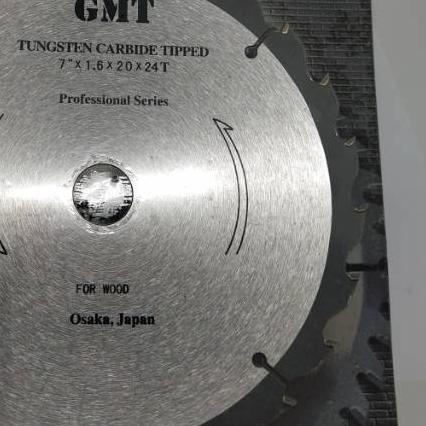 GMT
TUNGSTEN CARBIDE TIPPED
7"x1.6x20x24T
Professional Series
FOR WOOD
Osaka, Japan